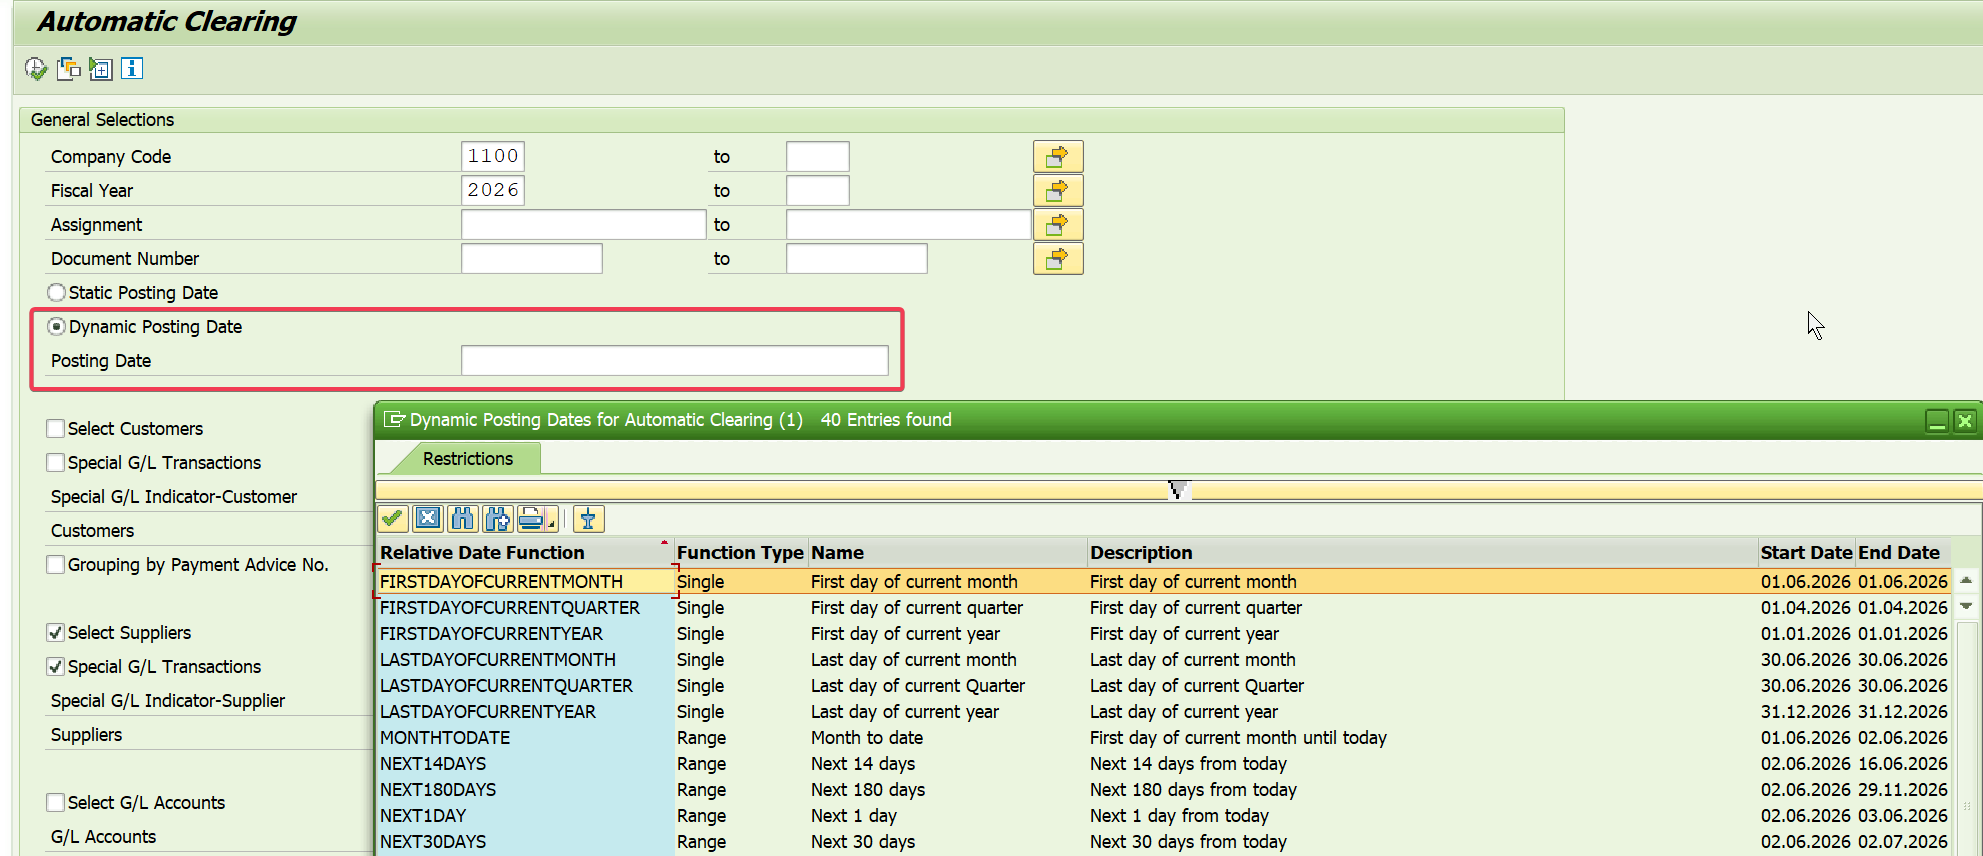 Automatic Clearing
General Selections
Company Code 1100 to
Fiscal Year 2026 to
Assignment to
Document Number to
Static Posting Date
Dynamic Posting Date
Posting Date
Select Customers
Special G/L Transactions
Special G/L Indicator-Customer
Customers
Grouping by Payment Advice No.
Select Suppliers
Special G/L Transactions
Special G/L Indicator-Supplier
Suppliers
Select G/L Accounts
G/L Accounts
Dynamic Posting Dates for Automatic Clearing (1) 40 Entries found
Restrictions
Relative Date Function Function Type Name Description Start Date End Date
FIRSTDAYOFCURRENTMONTH Single First day of current month First day of current month 01.06.2026 01.06.2026
FIRSTDAYOFCURRENTQUARTER Single First day of current quarter First day of current quarter 01.04.2026 01.04.2026
FIRSTDAYOFCURRENTYEAR Single First day of current year First day of current year 01.01.2026 01.01.2026
LASTDAYOFCURRENTMONTH Single Last day of current month Last day of current month 30.06.2026 30.06.2026
LASTDAYOFCURRENTQUARTER Single Last day of current Quarter Last day of current Quarter 30.06.2026 30.06.2026
LASTDAYOFCURRENTYEAR Single Last day of current year Last day of current year 31.12.2026 31.12.2026
MONTHTODATE Range Month to date First day of current month until today 01.06.2026 02.06.2026
NEXT14DAYS Range Next 14 days Next 14 days from today 02.06.2026 16.06.2026
NEXT180DAYS Range Next 180 days Next 180 days from today 02.06.2026 29.11.2026
NEXT1DAY Range Next 1 day Next 1 day from today 02.06.2026 03.06.2026
NEXT30DAYS Range Next 30 days Next 30 days from today 02.06.2026 02.07.2026